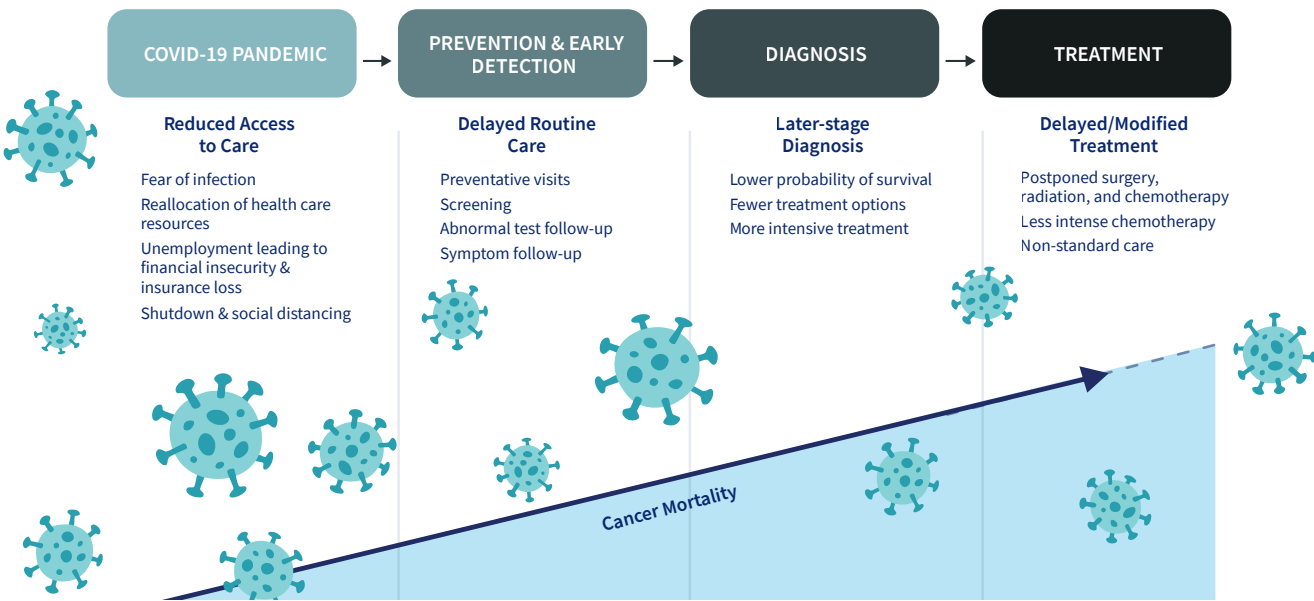 COVID-19 PANDEMIC
PREVENTION & EARLY
DETECTION
DIAGNOSIS
TREATMENT
Reduced Access
to Care
Fear of infection
Reallocation of health care
resources
Unemployment leading to
financial insecurity &
insurance loss
Shutdown & social distancing
Delayed Routine
Care
Preventative visits
Screening
Abnormal test follow-up
Symptom follow-up
Later-stage
Diagnosis
Lower probability of survival
Fewer treatment options
More intensive treatment
Delayed/Modified
Treatment
Postponed surgery,
radiation, and chemotherapy
Less intense chemotherapy
Non-standard care
Cancer Mortality